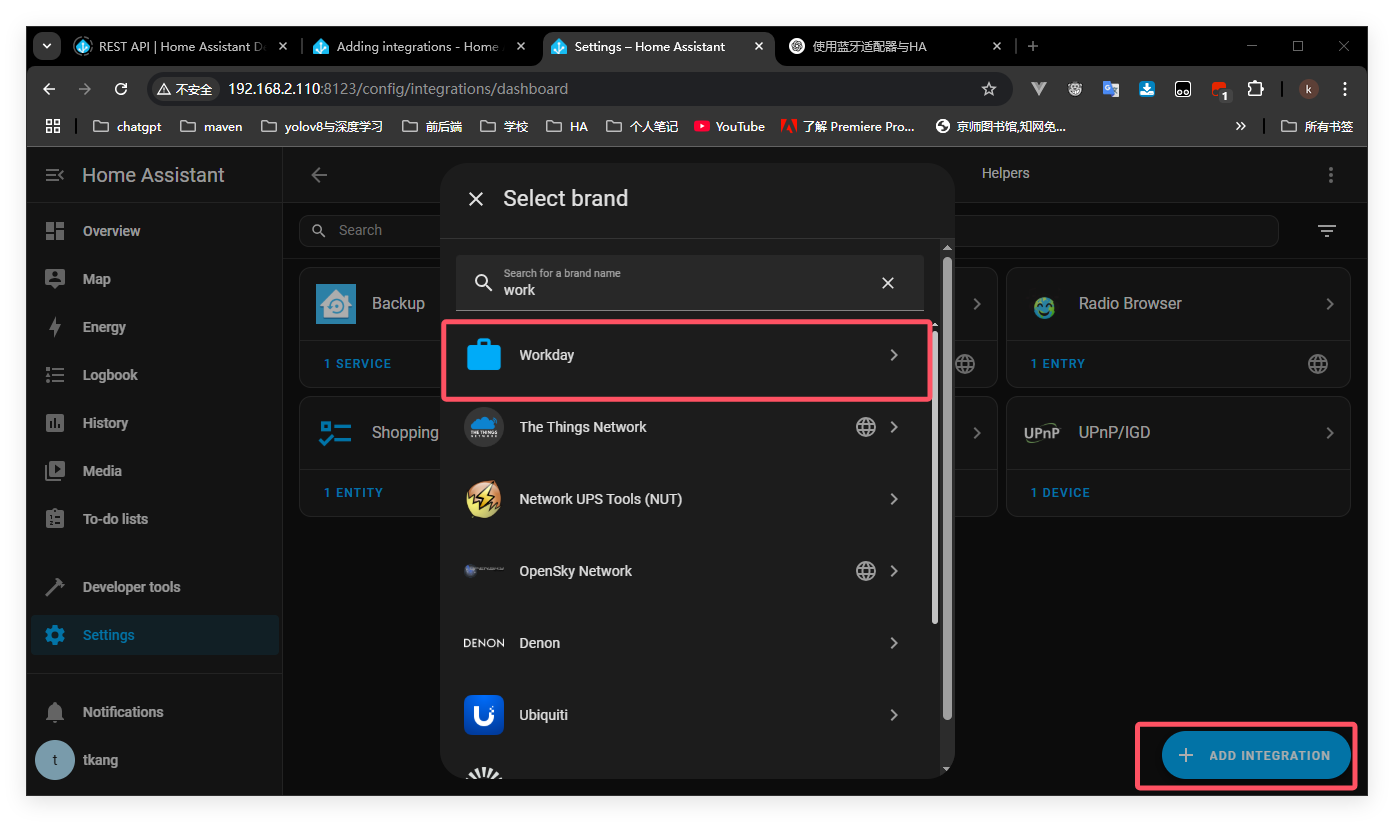 REST API | Home Assistant D
Adding integrations - Home
Settings – Home Assistant
使用蓝牙适配器与HA
不安全
192.168.2.110:8123/config/integrations/dashboard
1
k
chatgpt
maven
yolov8与深度学习
前后端
学校
HA
个人笔记
YouTube
了解 Premiere Pro...
京师图书馆,知网免...
所有书签
Home Assistant
Helpers
Select brand
Overview
Search
Map
Search for a brand name
work
Backup
Radio Browser
Energy
Workday
1 SERVICE
1 ENTRY
Logbook
History
The Things Network
THE THINGS
NETWORK
Shopping
UPnP
UPnP/IGD
Media
1 ENTITY
Network UPS Tools (NUT)
1 DEVICE
To-do lists
OpenSky Network
Developer tools
Settings
DENON
Denon
Notifications
Ubiquiti
t
tkang
ADD INTEGRATION